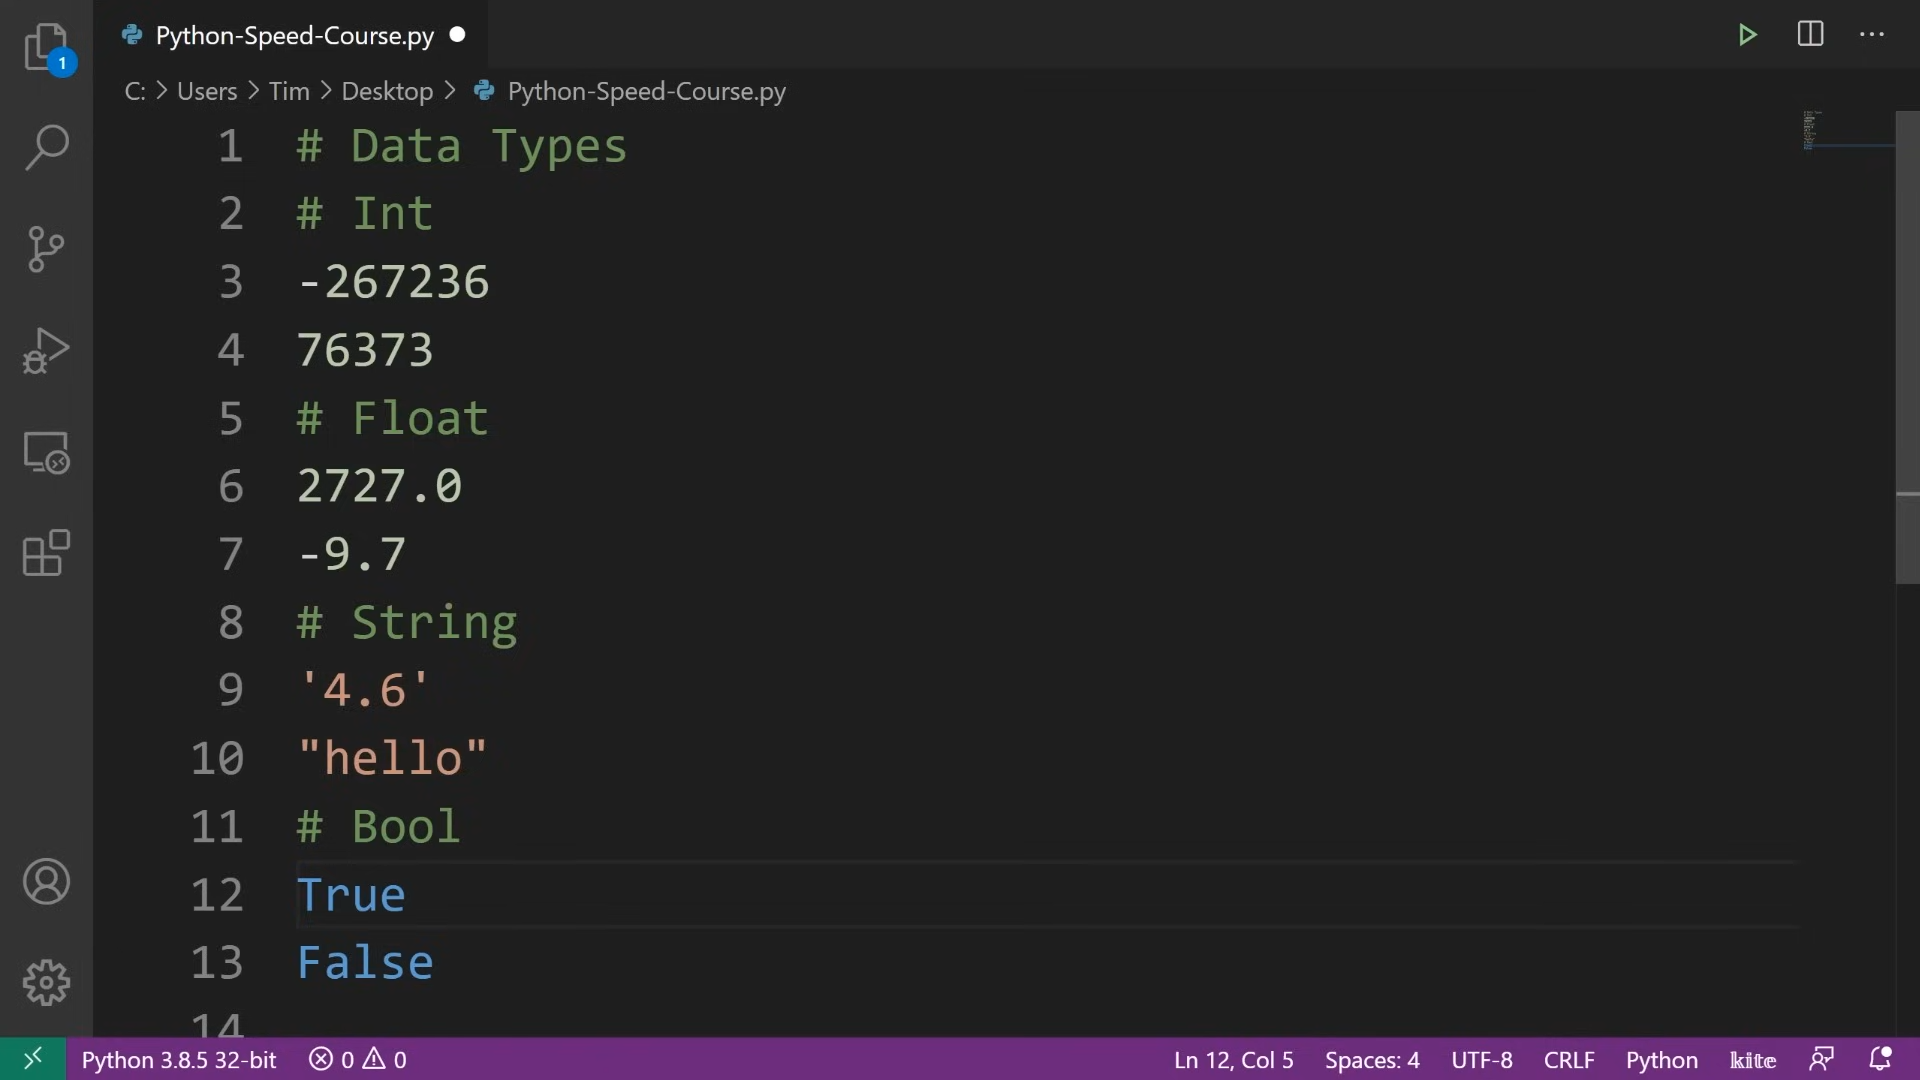 Python-Speed-Course.py
1
C: > Users > Tim > Desktop > Python-Speed-Course.py
1 # Data Types
2 # Int
3 -267236
4 76373
5 # Float
6 2727.0
7 -9.7
8 # String
9 '4.6'
10 "hello"
11 # Bool
12 True
13 False
14
Python 3.8.5 32-bit 0 0 Ln 12, Col 5 Spaces: 4 UTF-8 CRLF Python kite